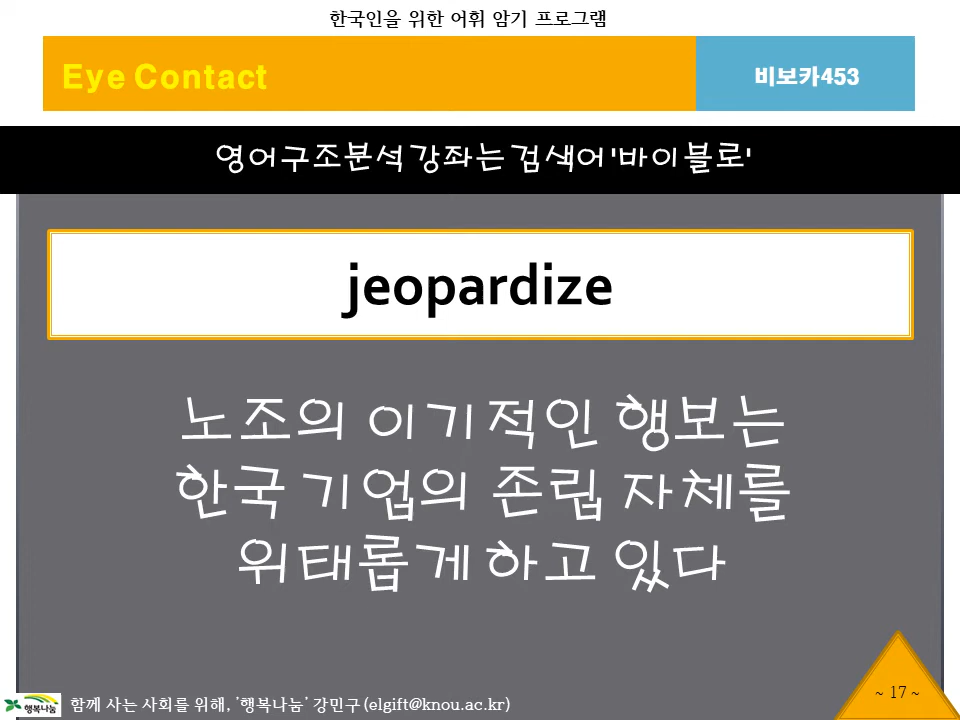 한국인을 위한 어휘 암기 프로그램
Eye Contact
비보카453
영어구조분석 강좌는 검색어 '바이블로'
jeopardize
노조의 이기적인 행보는
한국 기업의 존립 자체를
위태롭게 하고 있다
~ 17 ~
행복나눔
함께 사는 사회를 위해, '행복나눔' 강민구 (elgift@knou.ac.kr)